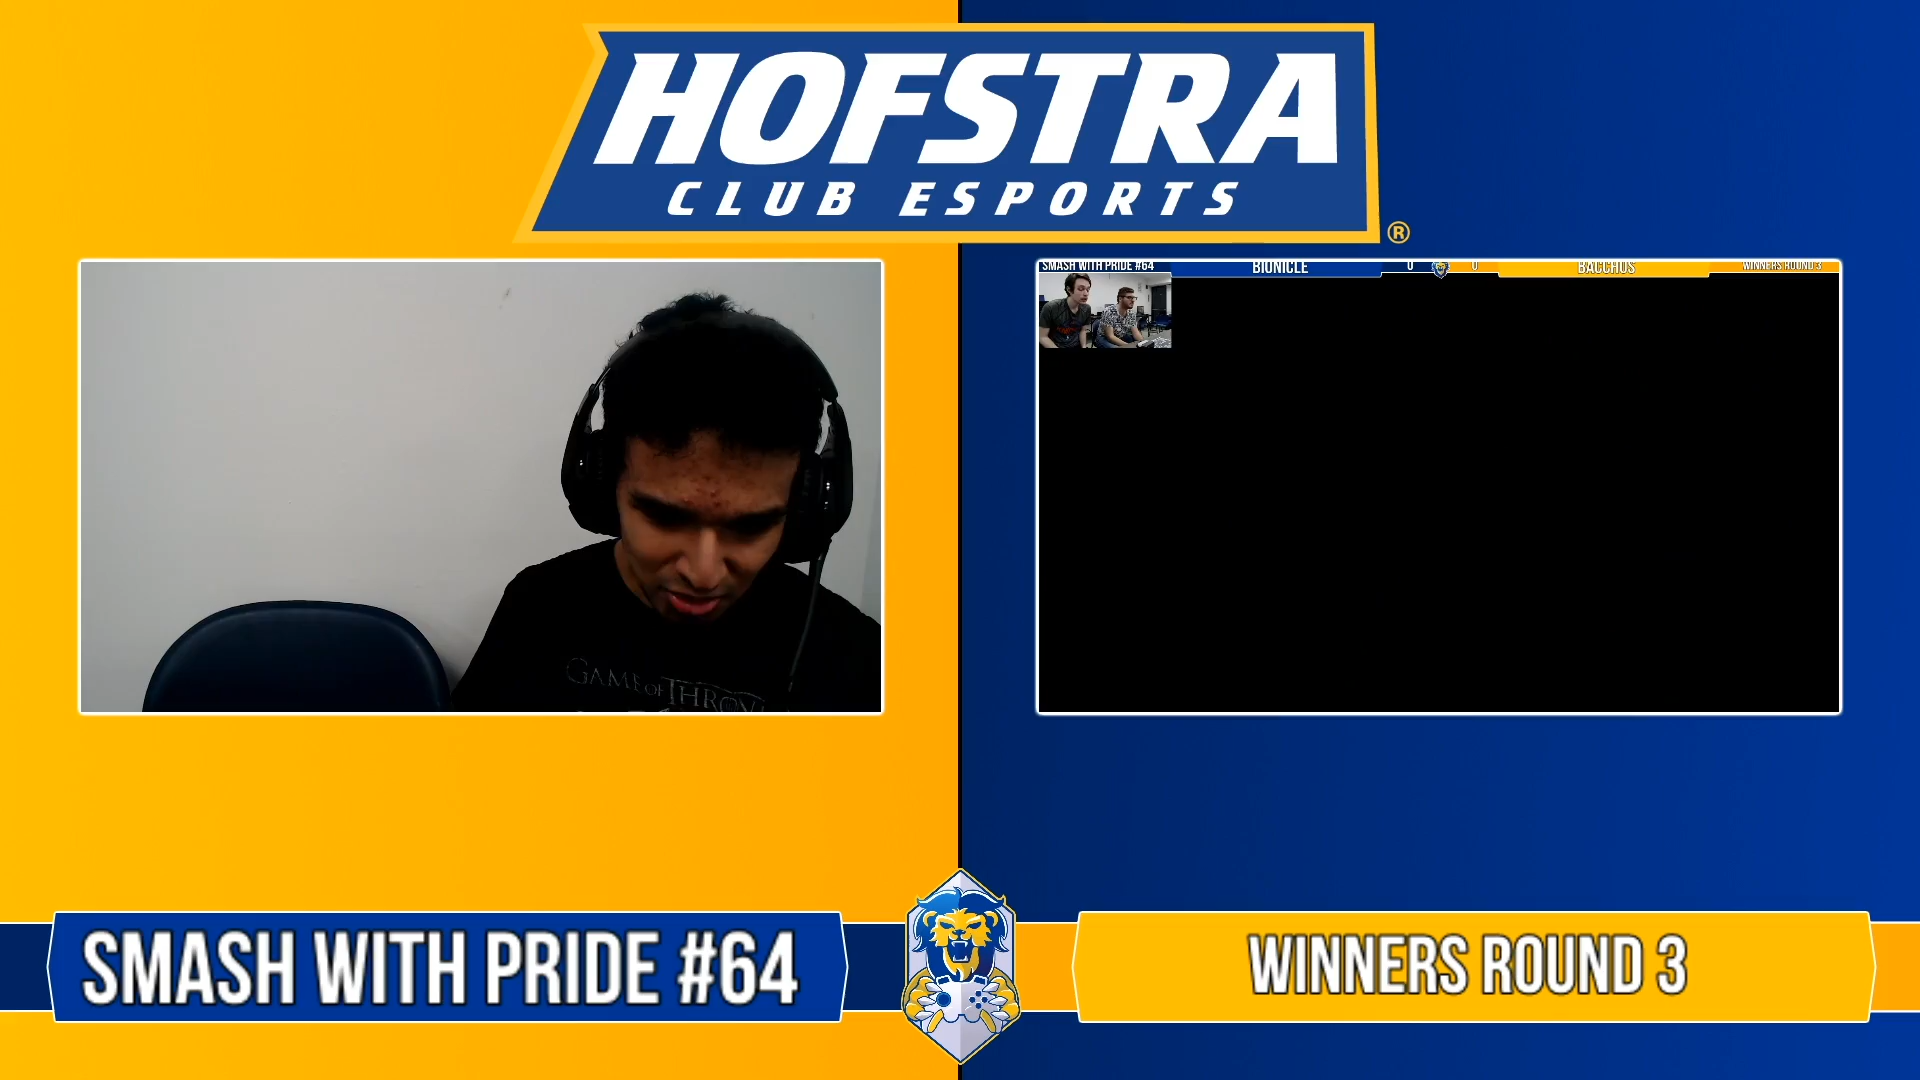 HOFSTRA
CLUB ESPORTS
®
SMASH WITH PRIDE #64
BIONICLE
0
0
BACCHUS
WINNERS ROUND 3
GAME OF THRON
SMASH WITH PRIDE #64
WINNERS ROUND 3